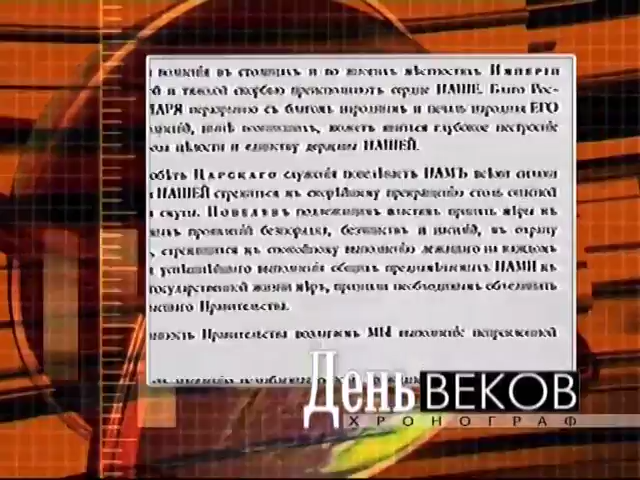 волненія въ столицахъ и во многихъ мѣстностяхъ ИМПЕРІИ
й и тяжкой скорбью преисполняютъ сердце НАШЕ. Благо Рос-
ДАРЯ неразрывно съ благомъ народнымъ и печаль народная ЕГО
нынѣ возникшихъ, можетъ явиться глубокое нестроеніе
цѣлости и единству державы НАШЕЙ.
обѣтъ ЦАРСКАГО служенія повелѣваетъ НАМЪ всѣми силами
НАШЕЙ стремиться къ скорѣйшему прекращенію столь опасной
смуты. ПОВЕЛѢВЪ подлежащимъ властямъ принять мѣры къ
проявленій безпорядка, безчинствъ и насилій, въ охрану
стремящихся къ спокойному выполненію лежащаго на каждомъ
успѣшнѣйшаго выполненія общихъ преднамѣчаемыхъ НАМИ къ
государственной жизни мѣръ, признали необходимымъ объединить
Правительства.
Правительства возлагаемъ МЫ выполненіе непреклонной
День ВЕКОВ
ХРОНОГРАФ